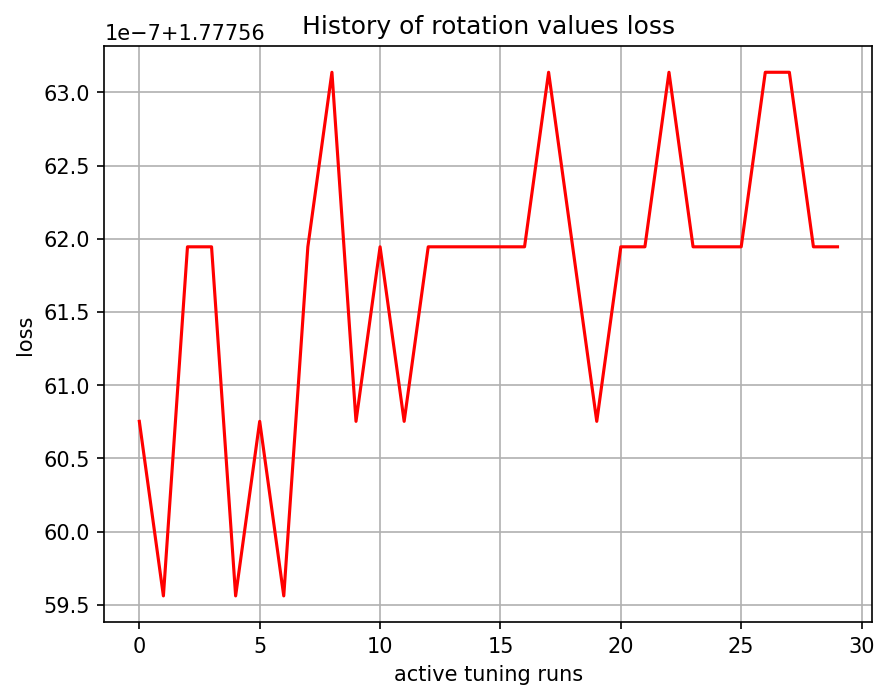 History of rotation values loss
1e−7+1.77756
63.0
62.5
62.0
61.5
61.0
60.5
60.0
59.5
loss
0 5 10 15 20 25 30
active tuning runs